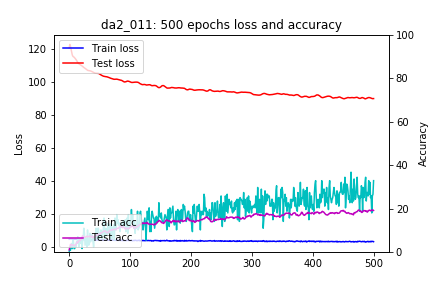 da2_011: 500 epochs loss and accuracy
Train loss
Test loss
Train acc
Test acc
Loss
Accuracy
120
100
80
60
40
20
0
100
80
60
40
20
0
0
100
200
300
400
500